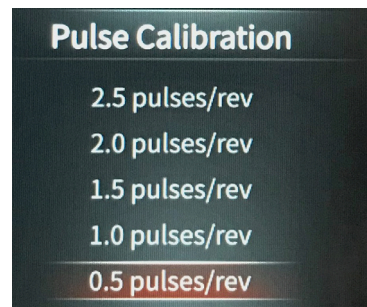 Pulse Calibration
2.5 pulses/rev
2.0 pulses/rev
1.5 pulses/rev
1.0 pulses/rev
0.5 pulses/rev